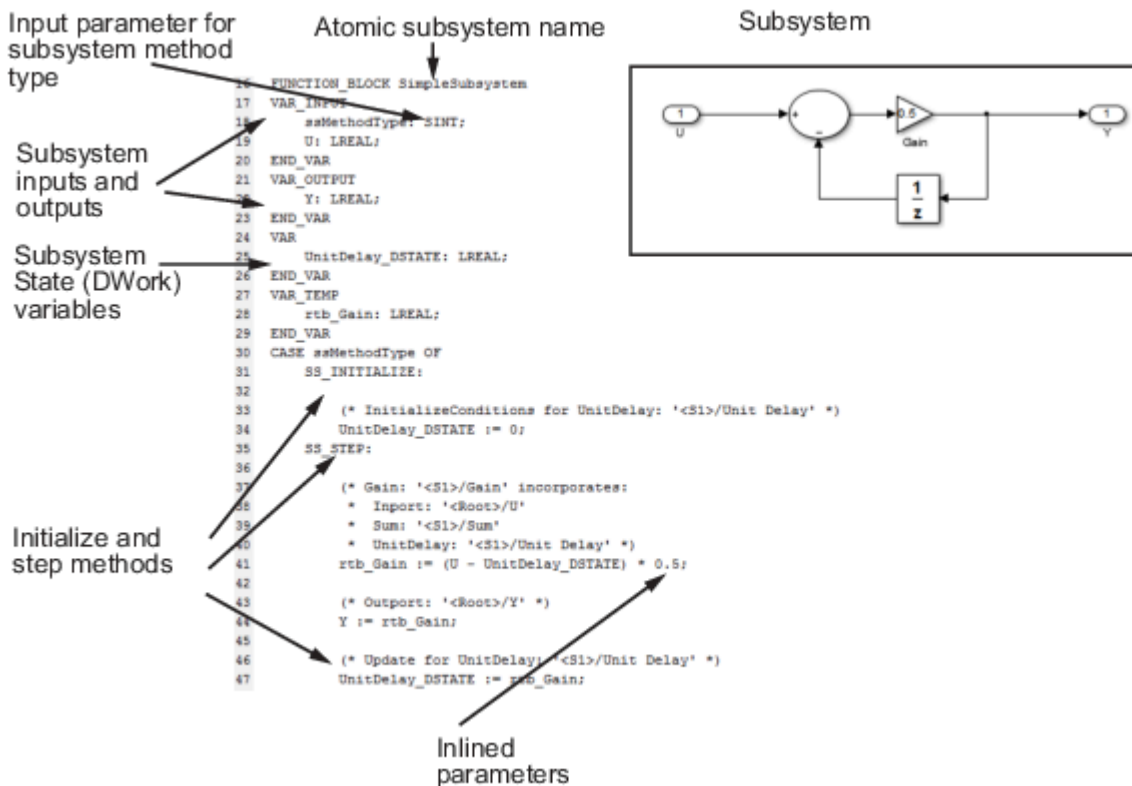 Input parameter for
subsystem method
type
Atomic subsystem name
Subsystem
16 FUNCTION_BLOCK SimpleSubsystem
17 VAR_INPUT
18 ssMethodType: SINT;
19 U: LREAL;
20 END_VAR
21 VAR_OUTPUT
22 Y: LREAL;
23 END_VAR
24 VAR
25 UnitDelay_DSTATE: LREAL;
26 END_VAR
27 VAR_TEMP
28 rtb_Gain: LREAL;
29 END_VAR
30 CASE ssMethodType OF
31 SS_INITIALIZE:
32
33 (* InitializeConditions for UnitDelay: '<S1>/Unit Delay' *)
34 UnitDelay_DSTATE := 0;
35 SS_STEP:
36
37 (* Gain: '<S1>/Gain' incorporates:
38 * Inport: '<Root>/U'
39 * Sum: '<S1>/Sum'
40 * UnitDelay: '<S1>/Unit Delay' *)
41 rtb_Gain := (U - UnitDelay_DSTATE) * 0.5;
42
43 (* Outport: '<Root>/Y' *)
44 Y := rtb_Gain;
45
46 (* Update for UnitDelay: '<S1>/Unit Delay' *)
47 UnitDelay_DSTATE := rtb_Gain;
Subsystem
inputs and
outputs
Subsystem
State (DWork)
variables
Initialize and
step methods
Inlined
parameters
1
U
+
−
0.5
Gain
1
Y
1
z